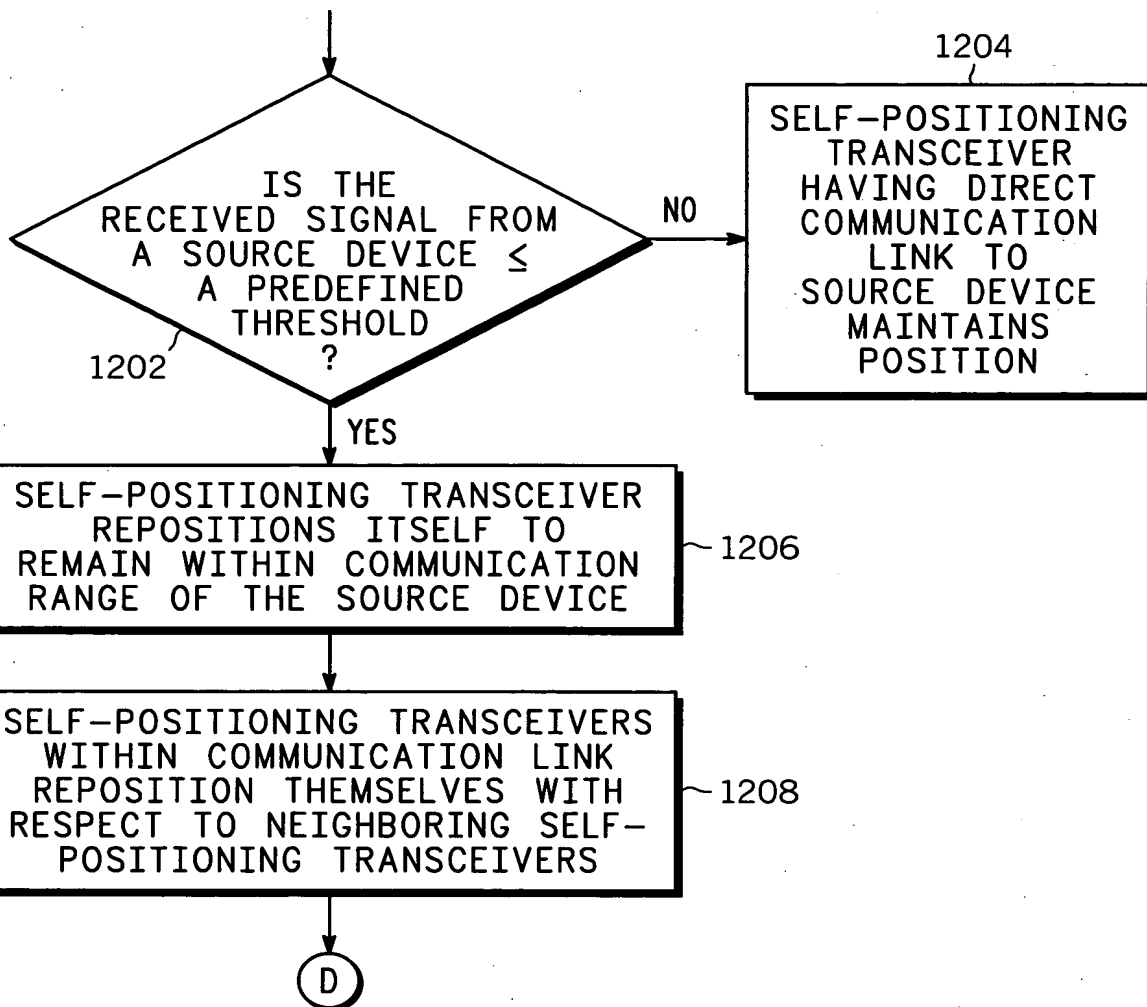 IS THE
RECEIVED SIGNAL FROM
A SOURCE DEVICE ≤
A PREDEFINED
THRESHOLD
?
1202
NO
1204
SELF-POSITIONING
TRANSCEIVER
HAVING DIRECT
COMMUNICATION
LINK TO
SOURCE DEVICE
MAINTAINS
POSITION
YES
SELF-POSITIONING TRANSCEIVER
REPOSITIONS ITSELF TO
REMAIN WITHIN COMMUNICATION
RANGE OF THE SOURCE DEVICE
1206
SELF-POSITIONING TRANSCEIVERS
WITHIN COMMUNICATION LINK
REPOSITION THEMSELVES WITH
RESPECT TO NEIGHBORING SELF-
POSITIONING TRANSCEIVERS
1208
D